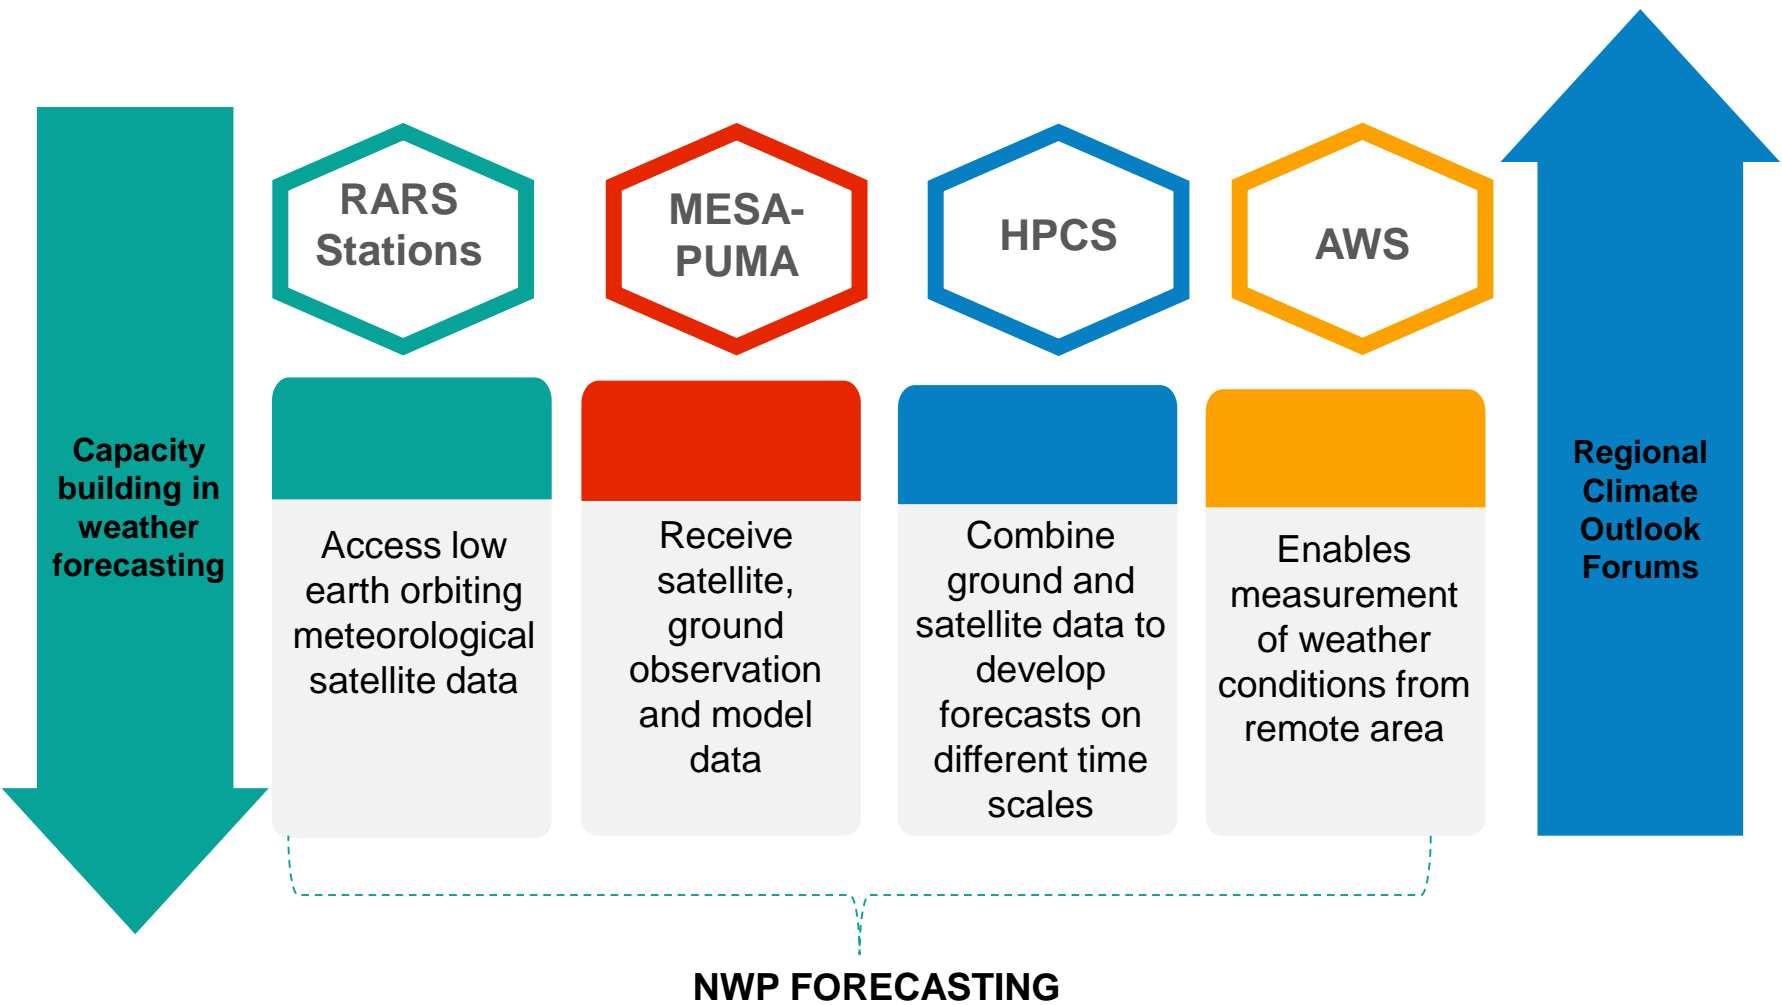 Capacity
building in
weather
forecasting
RARS
Stations
Access low
earth orbiting
meteorological
satellite data
MESA-
PUMA
Receive
satellite,
ground
observation
and model
data
HPCS
Combine
ground and
satellite data to
develop
forecasts on
different time
scales
AWS
Enables
measurement
of weather
conditions from
remote area
Regional
Climate
Outlook
Forums
NWP FORECASTING